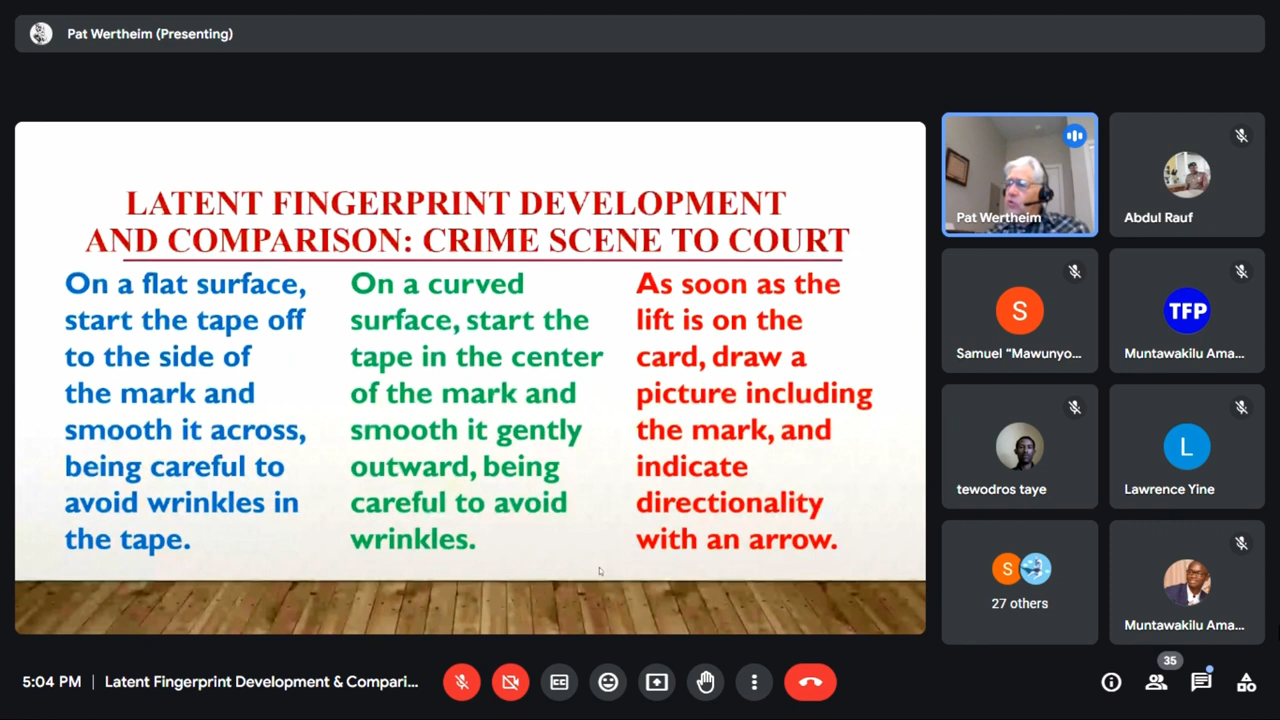 Pat Wertheim (Presenting)
LATENT FINGERPRINT DEVELOPMENT
AND COMPARISON: CRIME SCENE TO COURT
On a flat surface,
start the tape off
to the side of
the mark and
smooth it across,
being careful to
avoid wrinkles in
the tape.
On a curved
surface, start the
tape in the center
of the mark and
smooth it gently
outward, being
careful to avoid
wrinkles.
As soon as the
lift is on the
card, draw a
picture including
the mark, and
indicate
directionality
with an arrow.
Pat Wertheim
Abdul Rauf
S
Samuel “Mawunyo...
TFP
Muntawakilu Ama...
tewodros taye
L
Lawrence Yine
S
27 others
Muntawakilu Ama...
5:04 PM | Latent Fingerprint Development & Compari...
CC
35